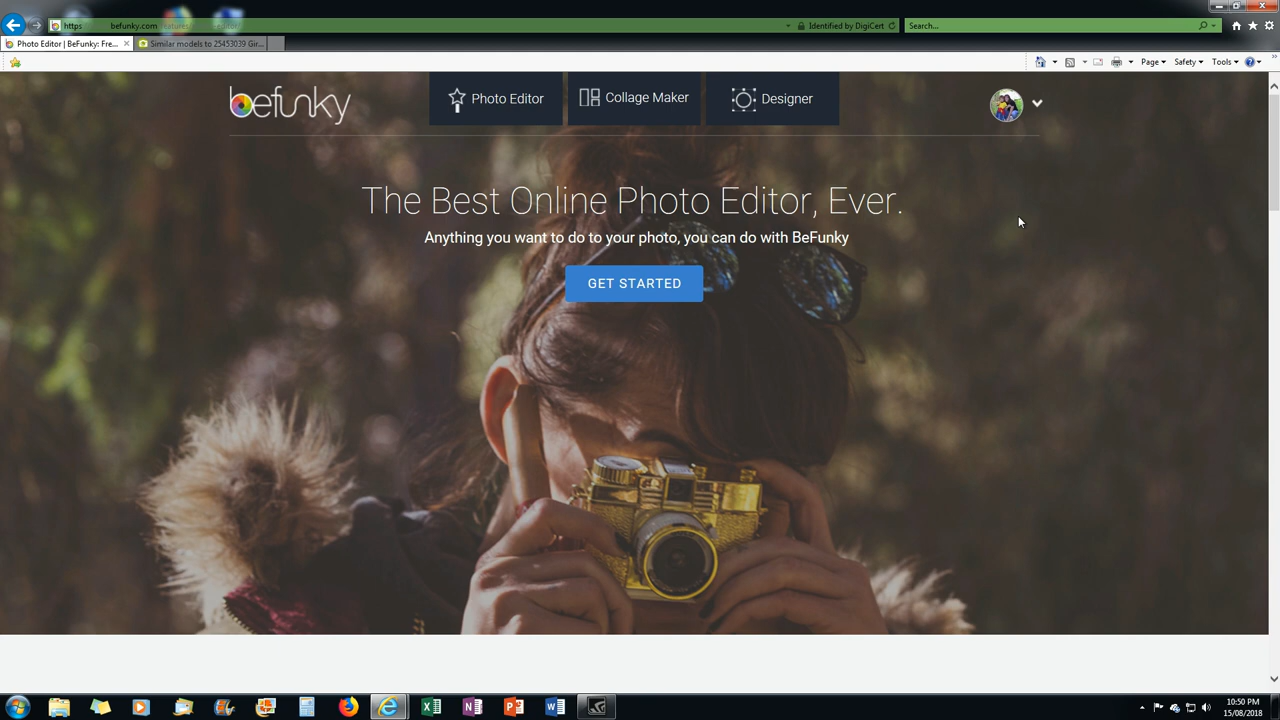 https befunky.com
Identified by DigiCert
Search...
Photo Editor | BeFunky: Fre...
Similar models to 25453039 Gir...
Page
Safety
Tools
befunky
Photo Editor
Collage Maker
Designer
The Best Online Photo Editor, Ever.
Anything you want to do to your photo, you can do with BeFunky
GET STARTED
10:50 PM
15/08/2018